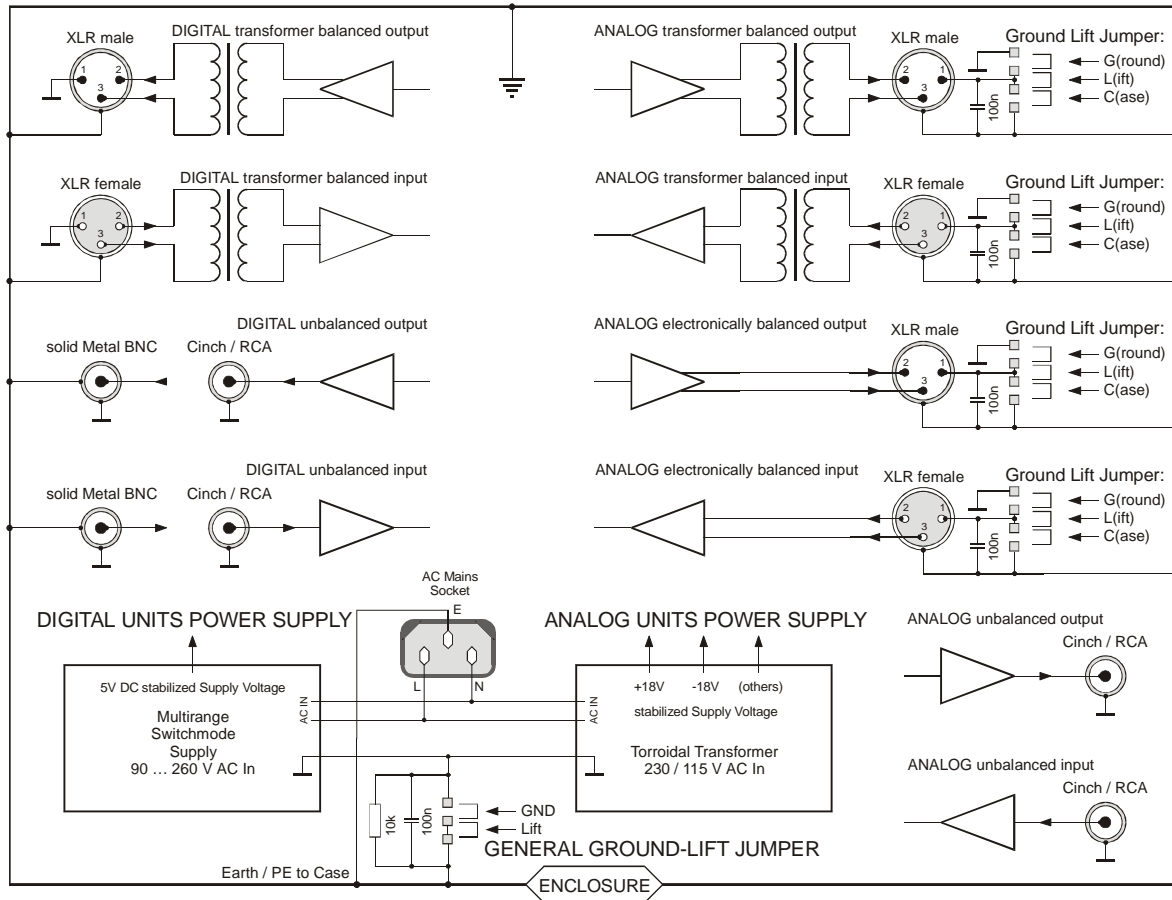 DIGITAL transformer balanced output
XLR male
1
2
3
ANALOG transformer balanced output
XLR male
2
1
3
100n
Ground Lift Jumper:
G(round)
L(ift)
C(ase)
DIGITAL transformer balanced input
XLR female
1
2
3
ANALOG transformer balanced input
XLR female
2
1
3
100n
Ground Lift Jumper:
G(round)
L(ift)
C(ase)
DIGITAL unbalanced output
solid Metal BNC
Cinch / RCA
ANALOG electronically balanced output
XLR male
2
1
3
100n
Ground Lift Jumper:
G(round)
L(ift)
C(ase)
DIGITAL unbalanced input
solid Metal BNC
Cinch / RCA
ANALOG electronically balanced input
XLR female
2
1
3
100n
Ground Lift Jumper:
G(round)
L(ift)
C(ase)
AC Mains
Socket
E
L
N
DIGITAL UNITS POWER SUPPLY
5V DC stabilized Supply Voltage
Multirange
Switchmode
Supply
90 ... 260 V AC In
AC IN
ANALOG UNITS POWER SUPPLY
+18V
-18V
(others)
stabilized Supply Voltage
AC IN
Torroidal Transformer
230 / 115 V AC In
ANALOG unbalanced output
Cinch / RCA
ANALOG unbalanced input
Cinch / RCA
10k
100n
GND
Lift
GENERAL GROUND-LIFT JUMPER
Earth / PE to Case
ENCLOSURE